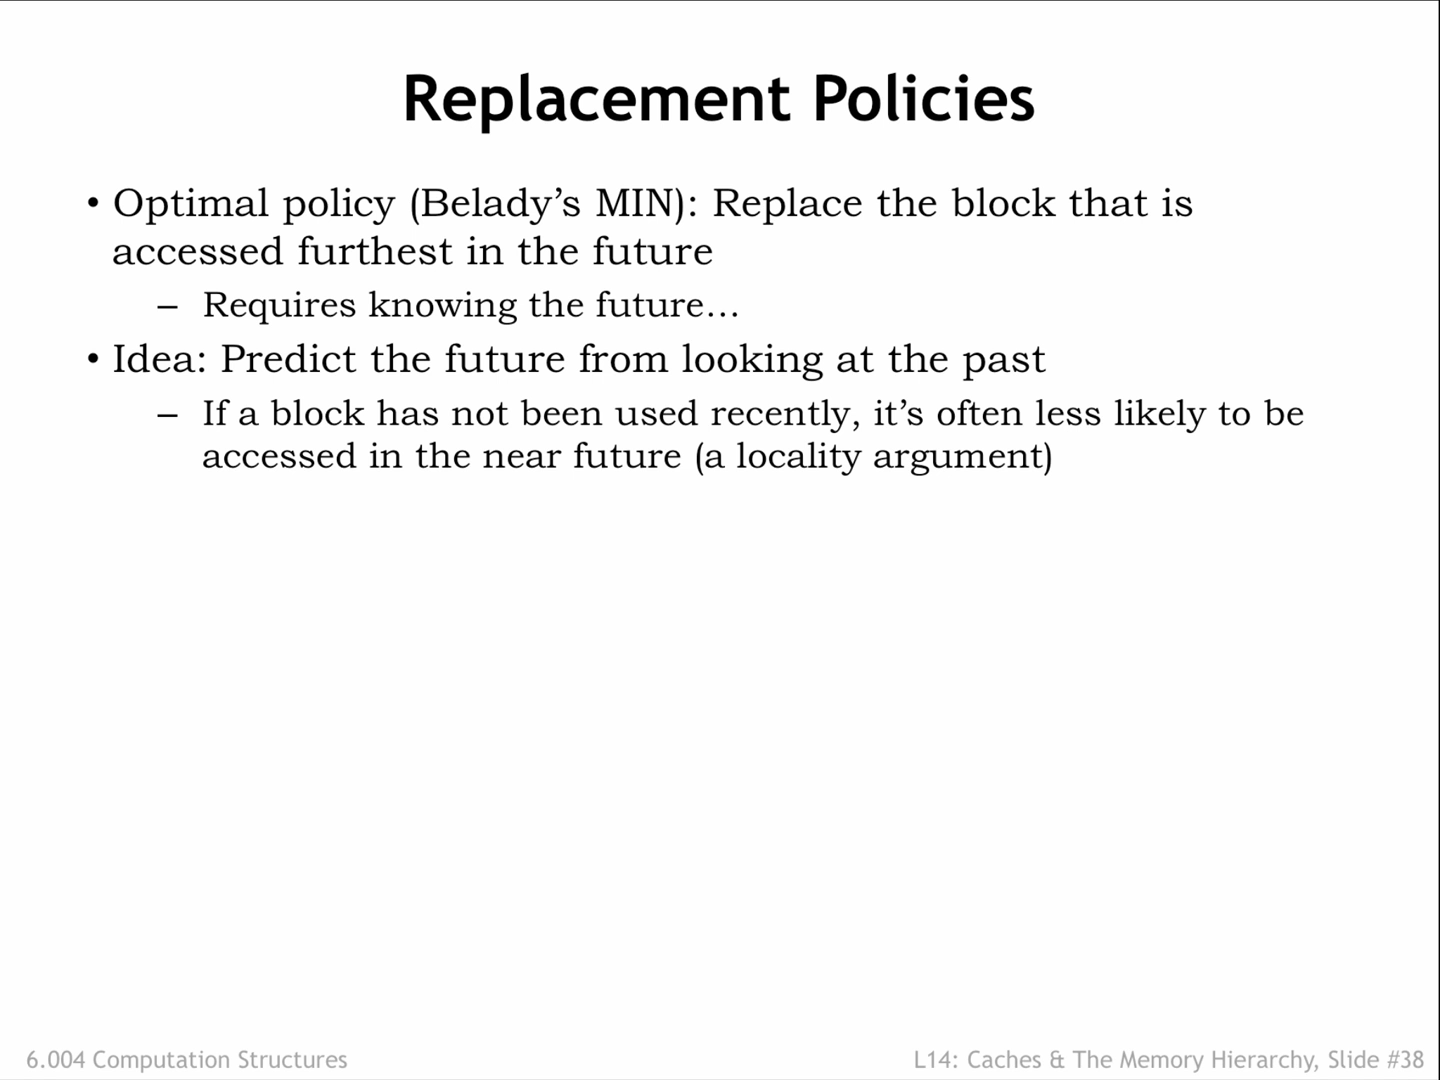 Replacement Policies
• Optimal policy (Belady’s MIN): Replace the block that is
accessed furthest in the future
– Requires knowing the future…
• Idea: Predict the future from looking at the past
– If a block has not been used recently, it’s often less likely to be
accessed in the near future (a locality argument)
6.004 Computation Structures
L14: Caches & The Memory Hierarchy, Slide #38